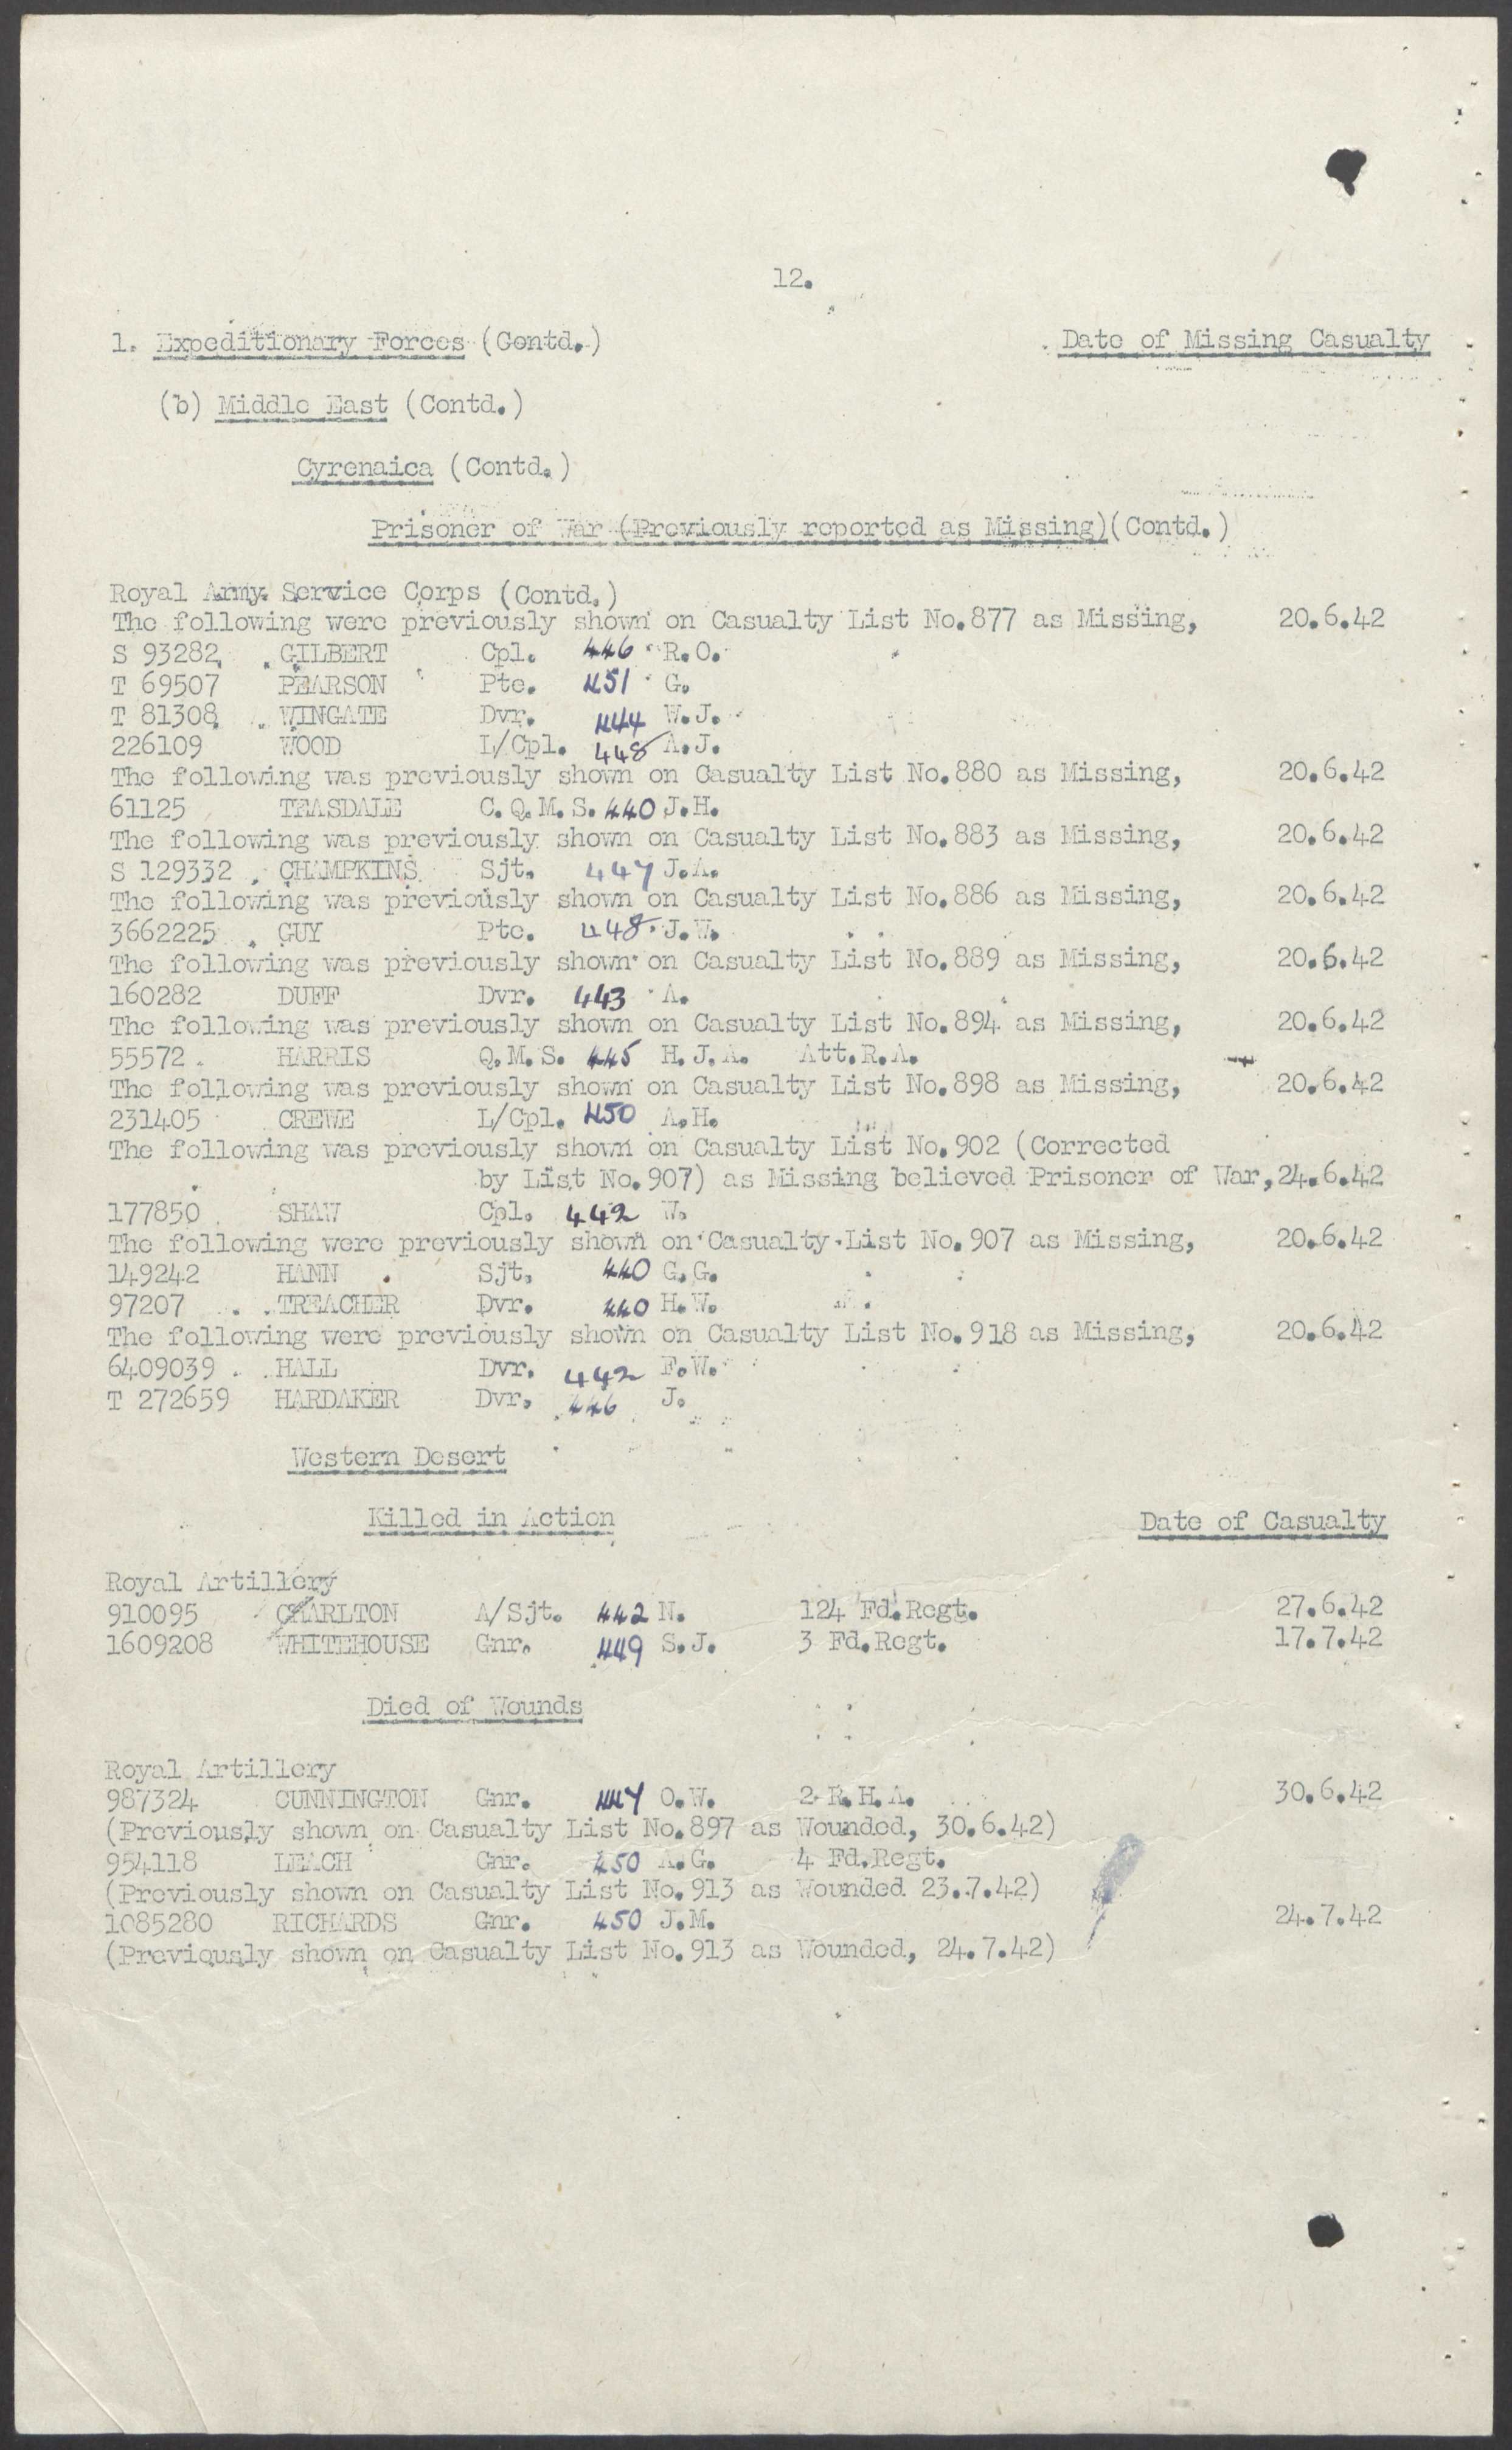 12.
1. Expeditionary Forces (Contd.) Date of Missing Casualty
(b) Middle East (Contd.)
Cyrenaica (Contd.)
Prisoner of War (Previously reported as Missing)(Contd.)
Royal Army Service Corps (Contd.)
The following were previously shown on Casualty List No.877 as Missing, 20.6.42
S 93282 GILBERT Cpl. 446 R.O.
T 69507 PEARSON Pte. 451 G.
T 81308 WINGATE Dvr. 444 W.J.
226109 WOOD L/Cpl. 448 A.J.
The following was previously shown on Casualty List No.880 as Missing, 20.6.42
61125 TEASDALE C.Q.M.S. 440 J.H.
The following was previously shown on Casualty List No.883 as Missing, 20.6.42
S 129332 CHAMPKINS Sjt. 447 J.A.
The following was previously shown on Casualty List No.886 as Missing, 20.6.42
3662225 GUY Pte. 448 J.W.
The following was previously shown on Casualty List No.889 as Missing, 20.6.42
160282 DUFF Dvr. 443 A.
The following was previously shown on Casualty List No.894 as Missing, 20.6.42
55572 HARRIS Q.M.S. 445 H.J.A. Att.R.A.
The following was previously shown on Casualty List No.898 as Missing, 20.6.42
231405 CREWE L/Cpl. 450 A.H.
The following was previously shown on Casualty List No.902 (Corrected
by List No.907) as Missing believed Prisoner of War, 24.6.42
177850 SHAW Cpl. 442 W.
The following were previously shown on Casualty List No.907 as Missing, 20.6.42
149242 HANN Sjt. 440 G.G.
97207 TREACHER Dvr. 440 H.W.
The following were previously shown on Casualty List No.918 as Missing, 20.6.42
6409039 HALL Dvr. 442 F.W.
T 272659 HARDAKER Dvr. 446 J.
Western Desert
Killed in Action Date of Casualty
Royal Artillery
910095 CHARLTON A/Sjt. 442 N. 124 Fd.Regt. 27.6.42
1609208 WHITEHOUSE Gnr. 449 S.J. 3 Fd.Regt. 17.7.42
Died of Wounds
Royal Artillery
987324 CUNNINGTON Gnr. 447 O.W. 2 R.H.A. 30.6.42
(Previously shown on Casualty List No.897 as Wounded, 30.6.42)
954118 LEACH Gnr. 450 A.G. 4 Fd.Regt.
(Previously shown on Casualty List No.913 as Wounded 23.7.42)
1085280 RICHARDS Gnr. 450 J.M. 24.7.42
(Previously shown on Casualty List No.913 as Wounded, 24.7.42)